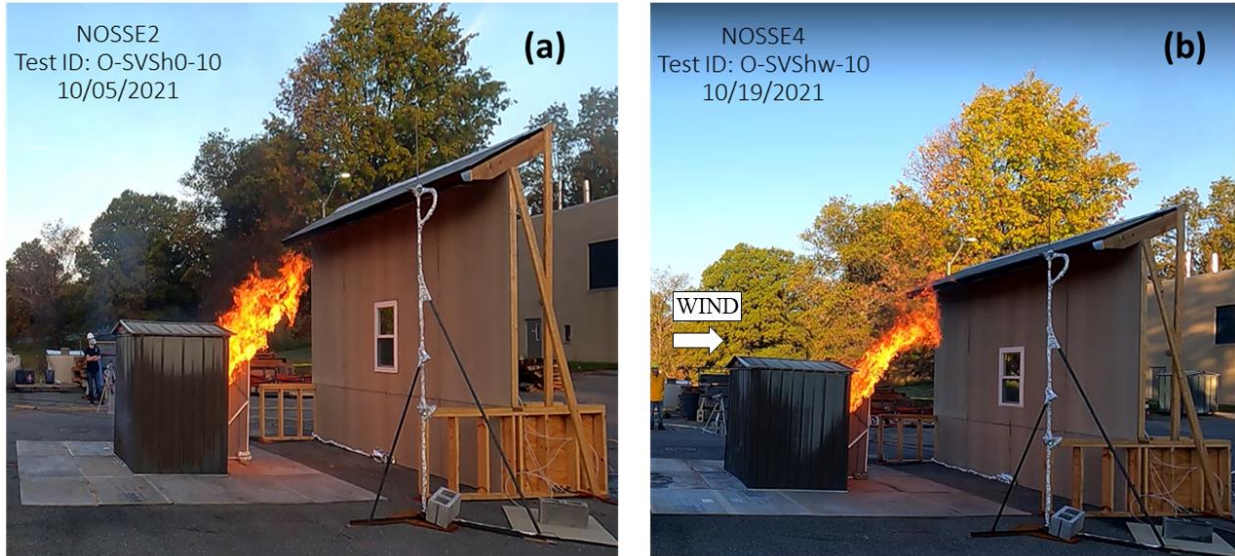 NOSSE2
Test ID: O-SVSh0-10
10/05/2021
(a)
NOSSE4
Test ID: O-SVShw-10
10/19/2021
(b)
WIND